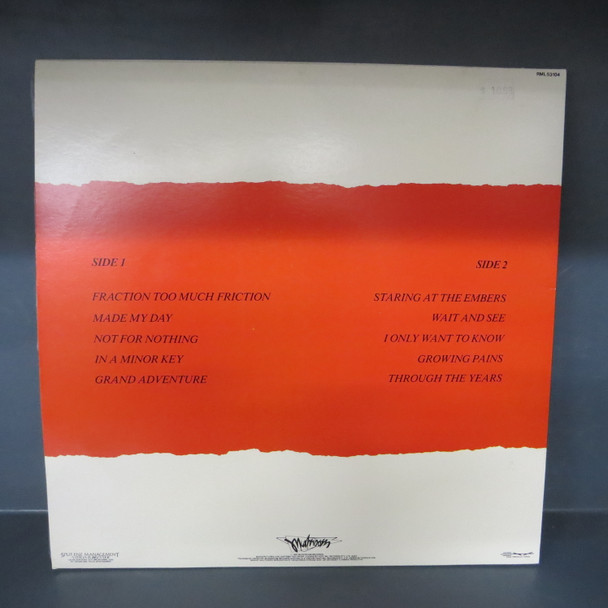 SIDE 1
FRACTION TOO MUCH FRICTION
MADE MY DAY
NOT FOR NOTHING
IN A MINOR KEY
GRAND ADVENTURE
SIDE 2
STARING AT THE EMBERS
WAIT AND SEE
I ONLY WANT TO KNOW
GROWING PAINS
THROUGH THE YEARS
Mushroom